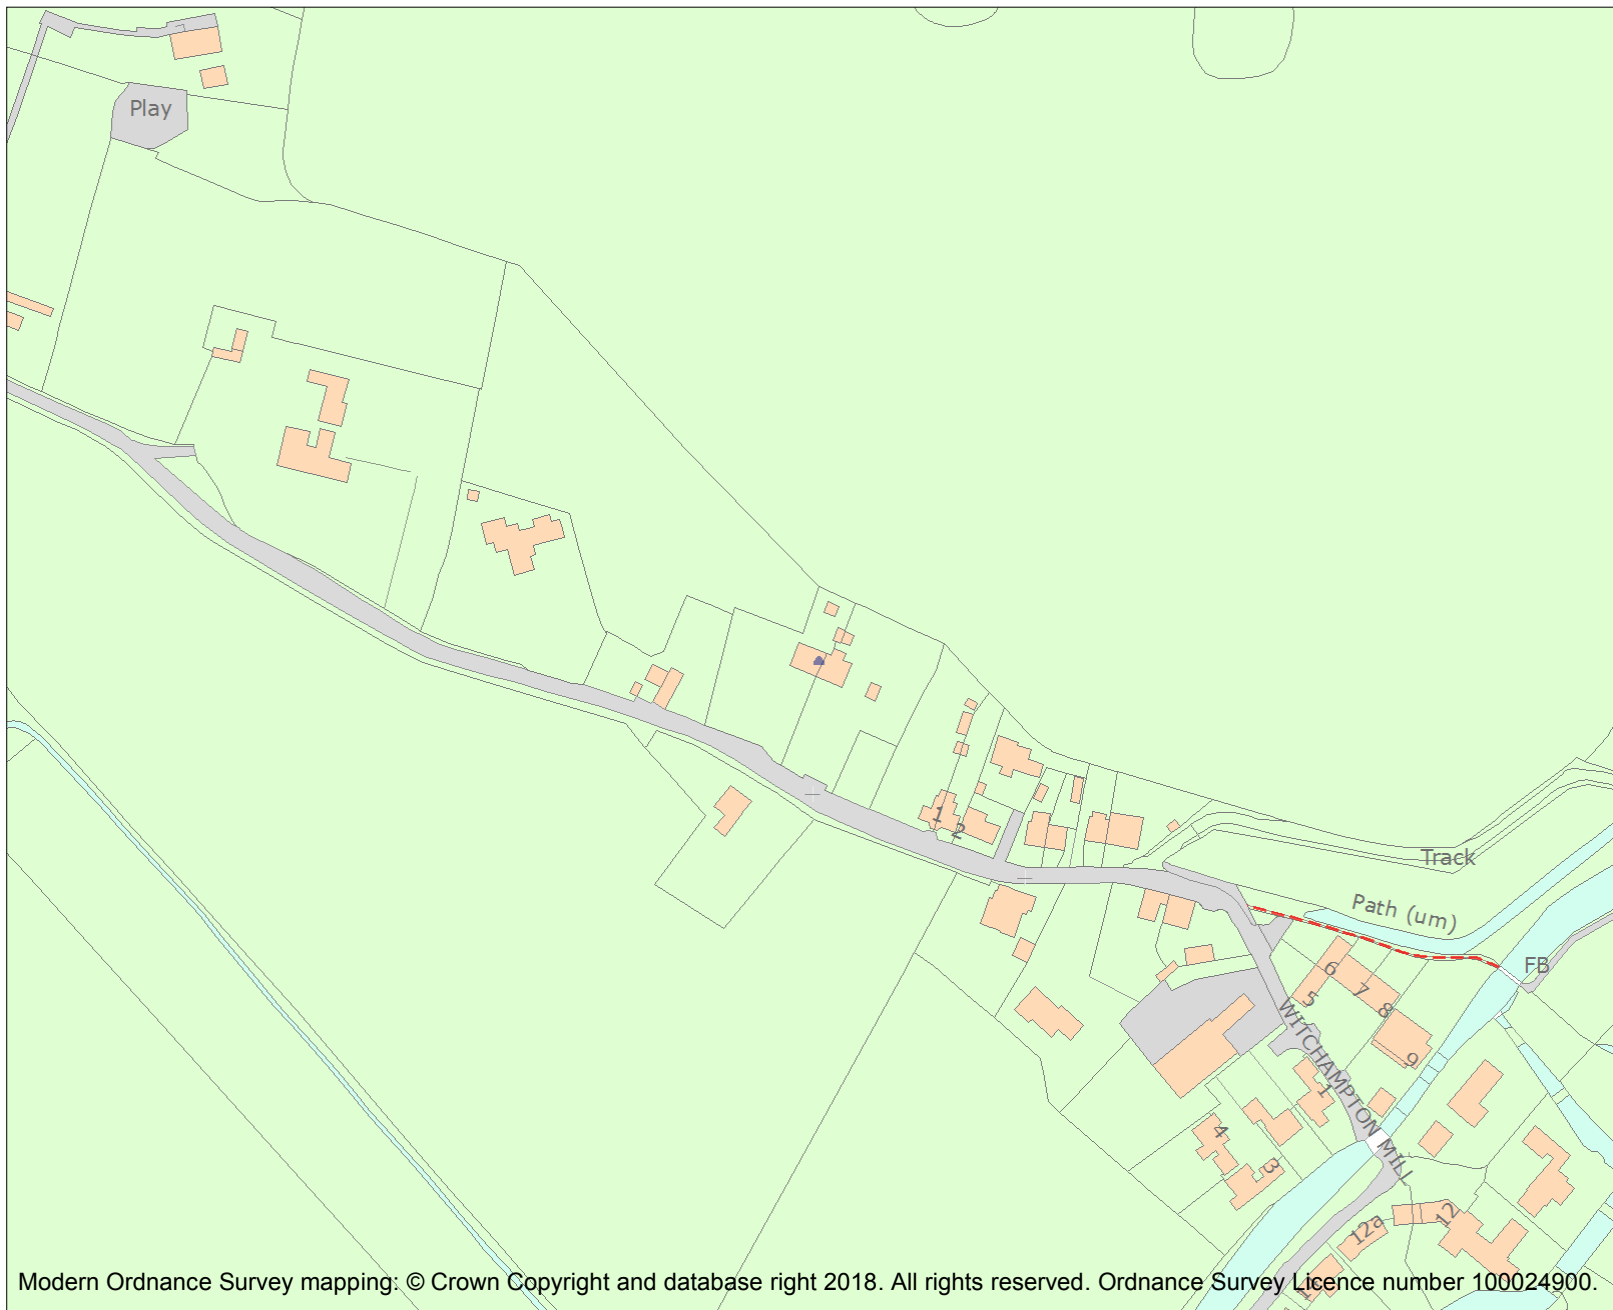 Play
1
2
Track
Path (um)
FB
6
5
7
8
9
WITCHAMPTON MILL
1
4
3
12
12a
Modern Ordnance Survey mapping: © Crown Copyright and database right 2018. All rights reserved. Ordnance Survey Licence number 100024900.